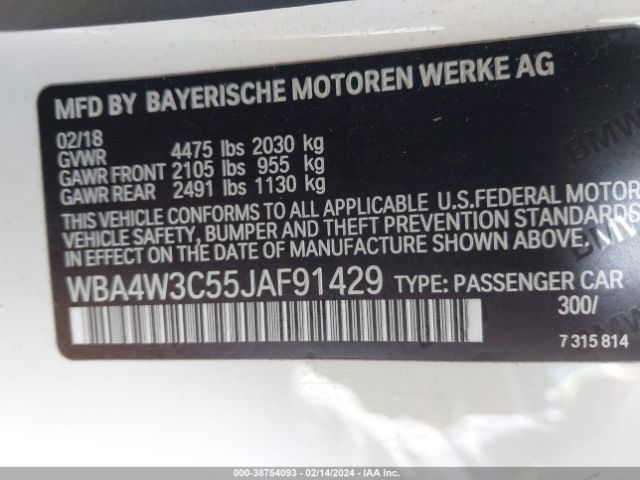 MFD BY BAYERISCHE MOTOREN WERKE AG
02/18
GVWR 4475 lbs 2030 kg
GAWR FRONT 2105 lbs 955 kg
GAWR REAR 2491 lbs 1130 kg
THIS VEHICLE CONFORMS TO ALL APPLICABLE U.S.FEDERAL MOTOR
VEHICLE SAFETY, BUMPER AND THEFT PREVENTION STANDARDS
IN EFFECT ON THE DATE OF MANUFACTURE SHOWN ABOVE.
WBA4W3C55JAF91429 TYPE: PASSENGER CAR
300/
7 315 814
BMW
BMW
BMW
000-38754093 - 02/14/2024 - IAA Inc.